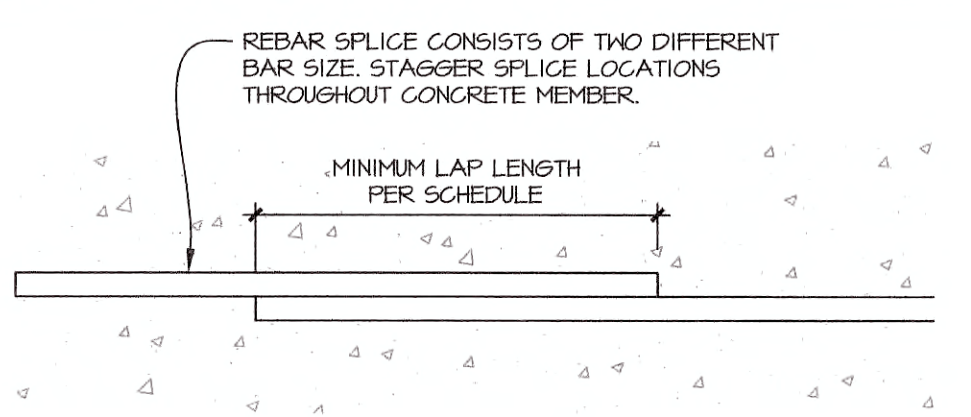 REBAR SPLICE CONSISTS OF TWO DIFFERENT
BAR SIZE. STAGGER SPLICE LOCATIONS
THROUGHOUT CONCRETE MEMBER.
MINIMUM LAP LENGTH
PER SCHEDULE